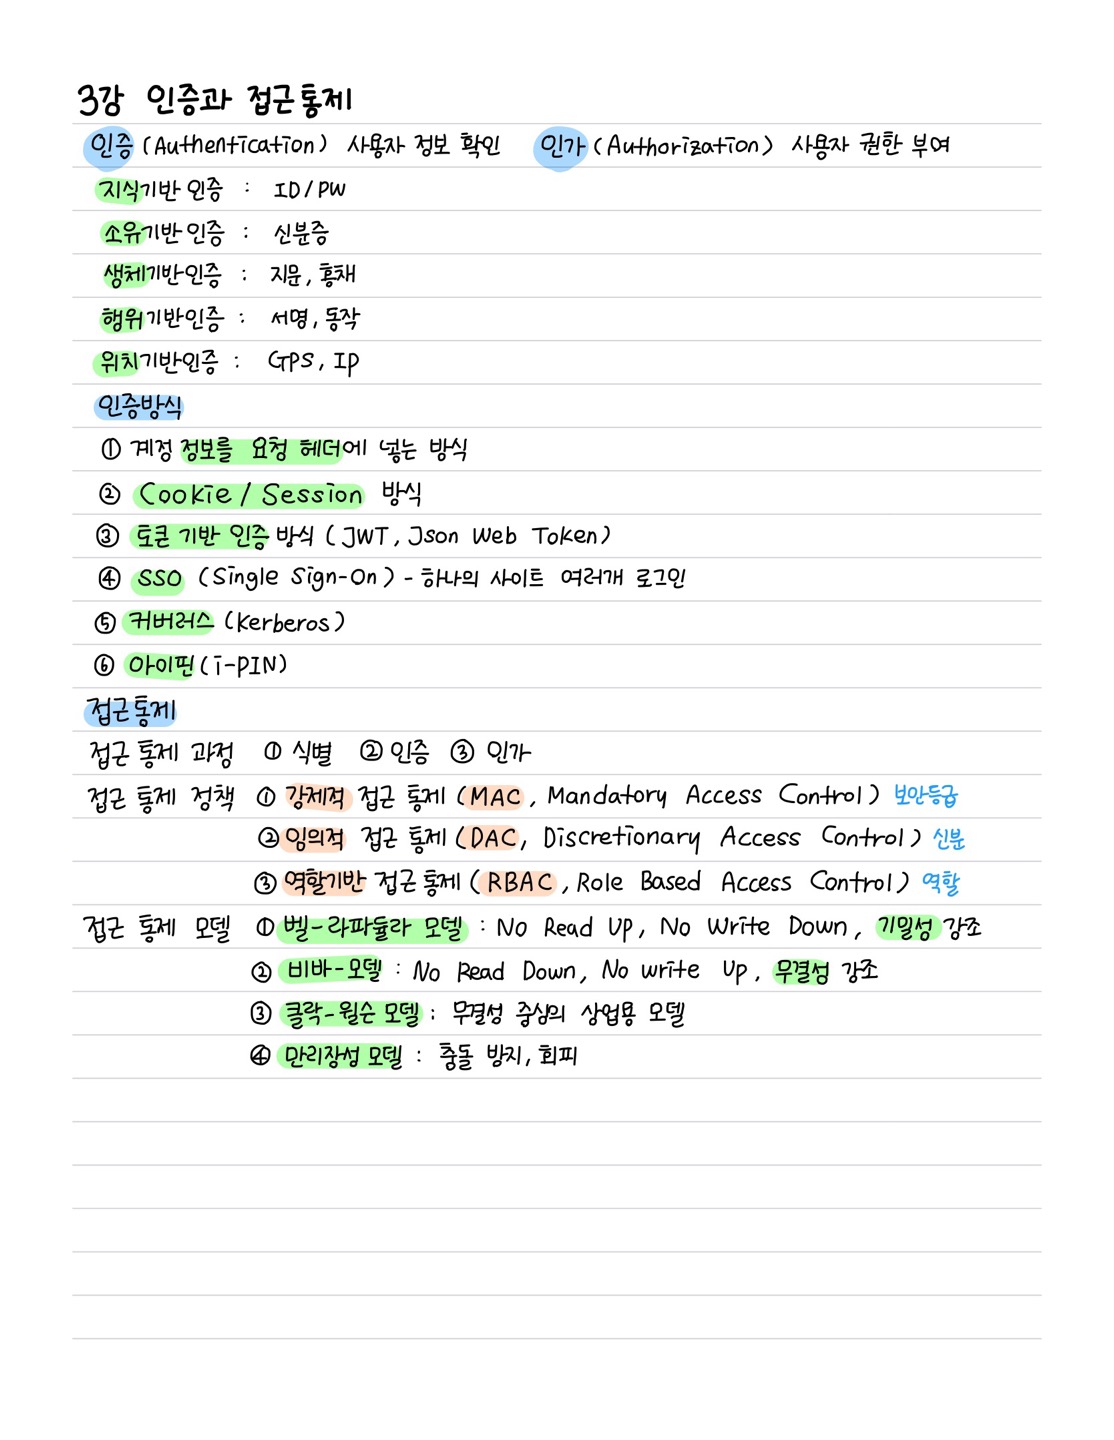 3강 인증과 접근통제
인증 (Authentication) 사용자 정보 확인 인가 (Authorization) 사용자 권한 부여
지식기반 인증 : ID/PW
소유기반 인증 : 신분증
생체기반인증 : 지문, 홍채
행위기반인증 : 서명, 동작
위치기반인증 : GPS, IP
인증방식
① 계정 정보를 요청 헤더에 넣는 방식
② Cookie / Session 방식
③ 토큰 기반 인증 방식 (JWT, Json Web Token)
④ SSO (Single Sign-On) - 하나의 사이트 여러개 로그인
⑤ 커버러스 (Kerberos)
⑥ 아이핀 (i-PIN)
접근통제
접근 통제 과정 ① 식별 ② 인증 ③ 인가
접근 통제 정책 ① 강제적 접근 통제 (MAC, Mandatory Access Control) 보안등급
② 임의적 접근 통제 (DAC, Discretionary Access Control) 신분
③ 역할기반 접근 통제 (RBAC, Role Based Access Control) 역할
접근 통제 모델 ① 벨-라파듈라 모델 : No Read Up, No Write Down, 기밀성 강조
② 비바-모델 : No Read Down, No write Up, 무결성 강조
③ 클락-윌슨 모델 : 무결성 중심의 상업용 모델
④ 만리장성 모델 : 충돌 방지, 회피